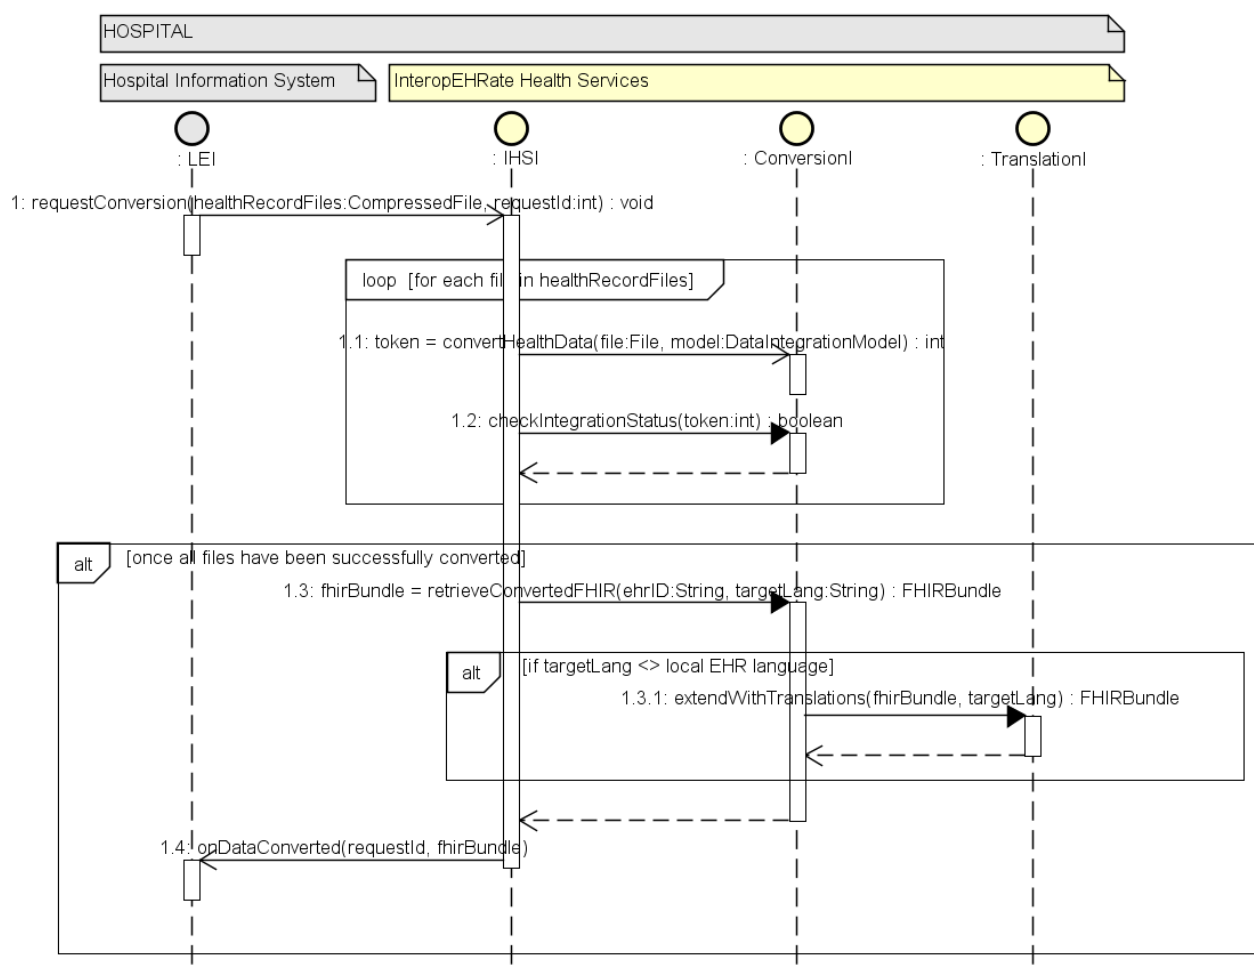 HOSPITAL
Hospital Information System
InteropEHRate Health Services
: LEI
: IHSI
: ConversionI
: TranslationI
1: requestConversion(healthRecordFiles:CompressedFile, requestId:int) : void
loop [for each file in healthRecordFiles]
1.1: token = convertHealthData(file:File, model:DataIntegrationModel) : int
1.2: checkIntegrationStatus(token:int) : boolean
alt [once all files have been successfully converted]
1.3: fhirBundle = retrieveConvertedFHIR(ehrID:String, targetLang:String) : FHIRBundle
alt [if targetLang <> local EHR language]
1.3.1: extendWithTranslations(fhirBundle, targetLang) : FHIRBundle
1.4: onDataConverted(requestId, fhirBundle)